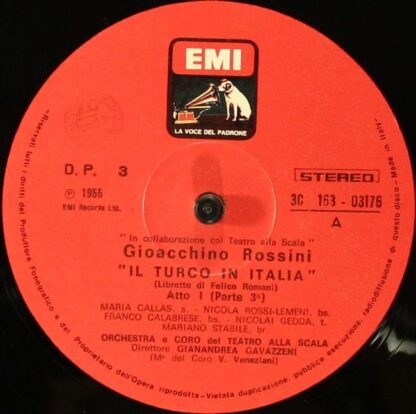 EMI
LA VOCE DEL PADRONE
D.P. 3
STEREO
℗ 1955
EMI Records Ltd.
3C 163 - 03176
A
"In collaborazione col Teatro alla Scala"
Gioacchino Rossini
"IL TURCO IN ITALIA"
(Libretto di Felice Romani)
Atto I (Parte 3ª)
MARIA CALLAS, s. - NICOLA ROSSI-LEMENI, bs.
FRANCO CALABRESE, bs. - NICOLAI GEDDA, t.
MARIANO STABILE, br.
ORCHESTRA e CORO del TEATRO ALLA SCALA
Direttore GIANANDREA GAVAZZENI
(Mº del Coro V. Veneziani)
Riservati tutti i diritti del Produttore Fonografico e del Proprietario dell'Opera riprodotta - Vietata duplicazione, pubblica esecuzione, radiodiffusione di questo disco - Made in Italy